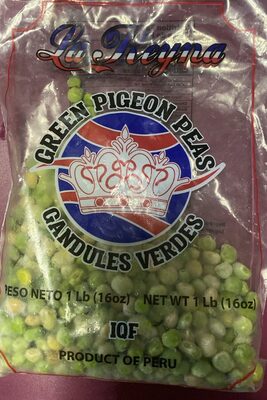 La Reyna
GREEN PIGEON PEAS
GANDULES VERDES
PESO NETO 1 Lb (16oz) / NET WT 1 Lb (16oz)
IQF
PRODUCT OF PERU